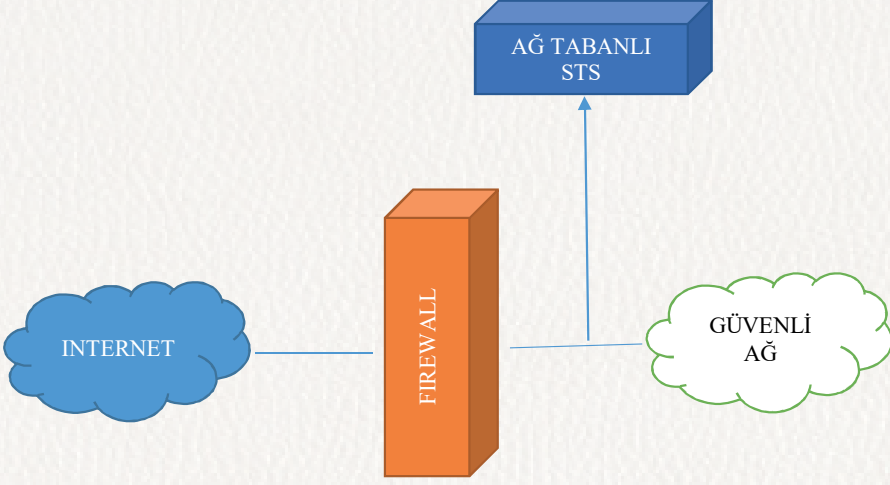 AĞ TABANLI
STS
FIREWALL
INTERNET
GÜVENLİ
AĞ